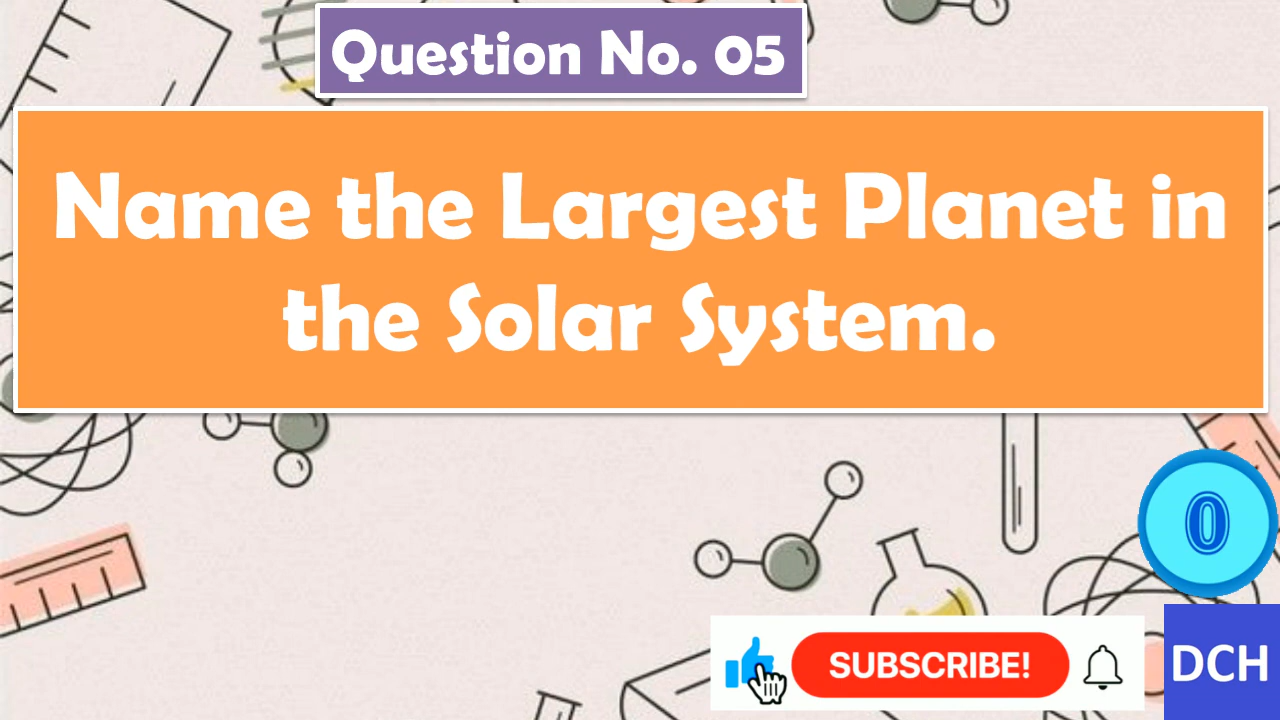 Question No. 05
Name the Largest Planet in
the Solar System.
0
SUBSCRIBE!
DCH